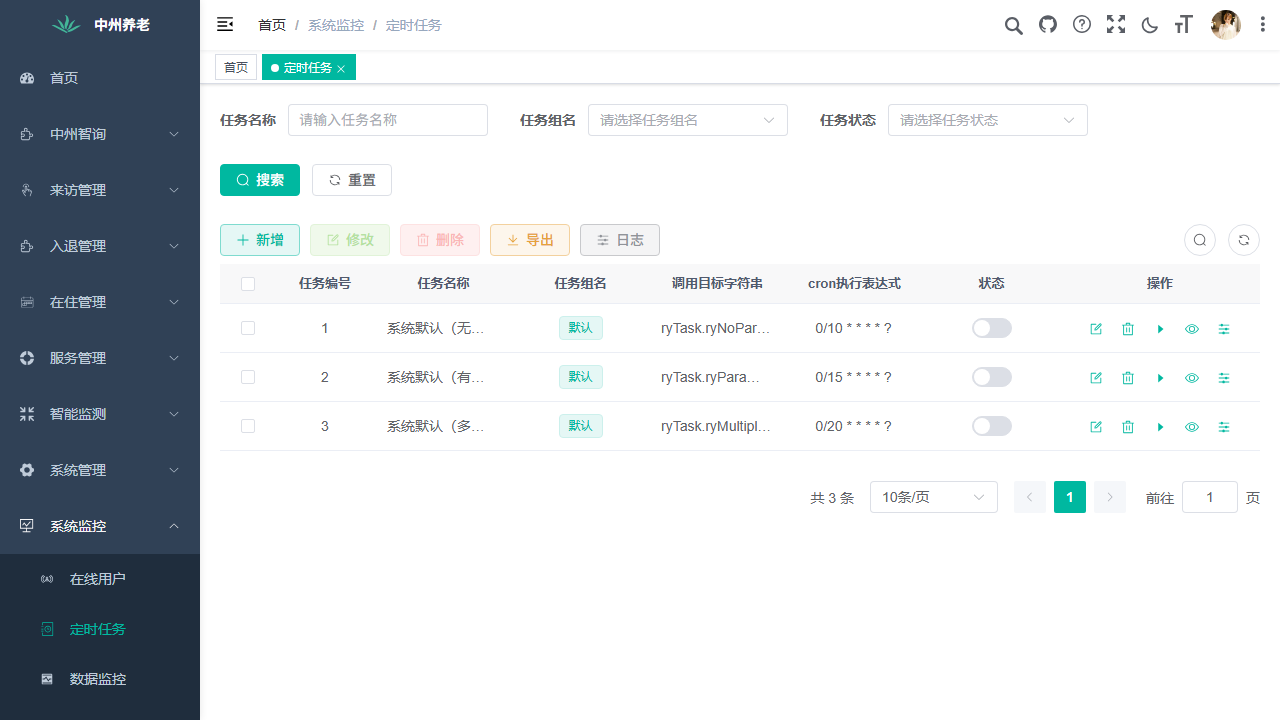 中州养老
首页
中州智询
来访管理
入退管理
在住管理
服务管理
智能监测
系统管理
系统监控
在线用户
定时任务
数据监控
首页 / 系统监控 / 定时任务
首页
定时任务
任务名称 请输入任务名称 任务组名 请选择任务组名 任务状态 请选择任务状态
搜索 重置
新增 修改 删除 导出 日志
任务编号 任务名称 任务组名 调用目标字符串 cron执行表达式 状态 操作
1 系统默认（无... 默认 ryTask.ryNoPar... 0/10 * * * * ?
2 系统默认（有... 默认 ryTask.ryPara... 0/15 * * * * ?
3 系统默认（多... 默认 ryTask.ryMultipl... 0/20 * * * * ?
共 3 条 10条/页 1 前往 1 页